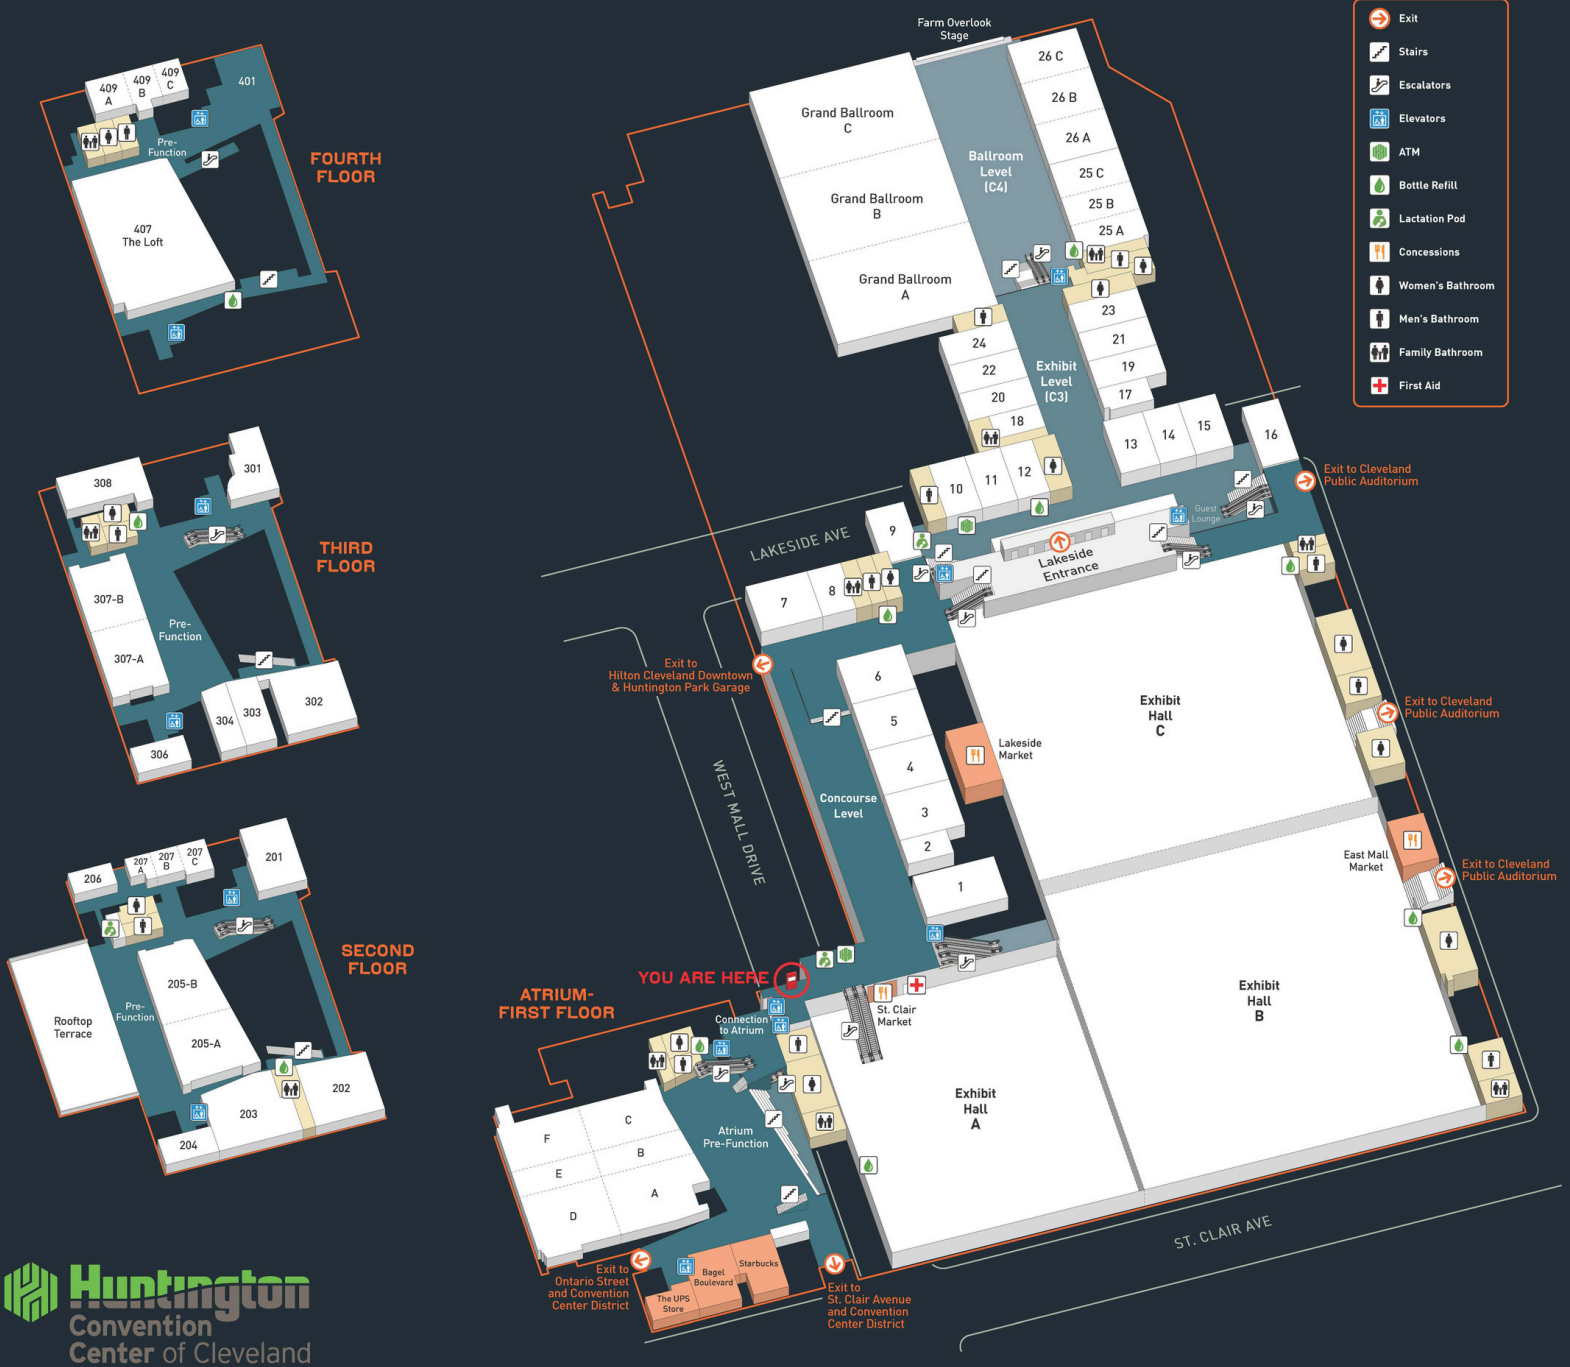 Farm Overlook
Stage
Exit
Stairs
Escalators
Elevators
ATM
Bottle Refill
Lactation Pod
Concessions
Women's Bathroom
Men's Bathroom
Family Bathroom
First Aid
409
A
409
B
409
C
401
Pre-
Function
407
The Loft
FOURTH
FLOOR
308
301
307-B
307-A
Pre-
Function
304
303
302
306
THIRD
FLOOR
206
207
A
207
B
207
C
201
205-B
205-A
Pre-
Function
Rooftop
Terrace
204
203
202
SECOND
FLOOR
Grand Ballroom
C
Grand Ballroom
B
Grand Ballroom
A
Ballroom
Level
(C4)
26 C
26 B
26 A
25 C
25 B
25 A
23
21
19
17
24
22
20
18
Exhibit
Level
(C3)
13
14
15
16
10
11
12
9
Guest
Lounge
Exit to Cleveland
Public Auditorium
LAKESIDE AVE
Lakeside
Entrance
7
8
Exit to
Hilton Cleveland Downtown
& Huntington Park Garage
6
5
4
3
2
1
Concourse
Level
WEST MALL DRIVE
Lakeside
Market
Exhibit
Hall
C
Exit to Cleveland
Public Auditorium
East Mall
Market
Exit to Cleveland
Public Auditorium
YOU ARE HERE
ATRIUM-
FIRST FLOOR
Connection
to Atrium
St. Clair
Market
Exhibit
Hall
B
Exhibit
Hall
A
F
E
D
C
B
A
Atrium
Pre-Function
Exit to
Ontario Street
and Convention
Center District
The UPS
Store
Bagel
Boulevard
Starbucks
Exit to
St. Clair Avenue
and Convention
Center District
ST. CLAIR AVE
Huntington
Convention
Center of Cleveland